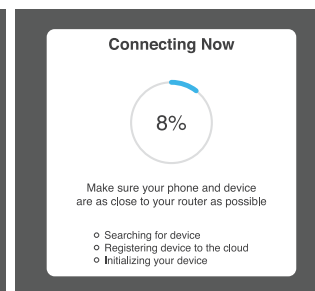 Connecting Now
8%
Make sure your phone and device
are as close to your router as possible
Searching for device
Registering device to the cloud
Initializing your device